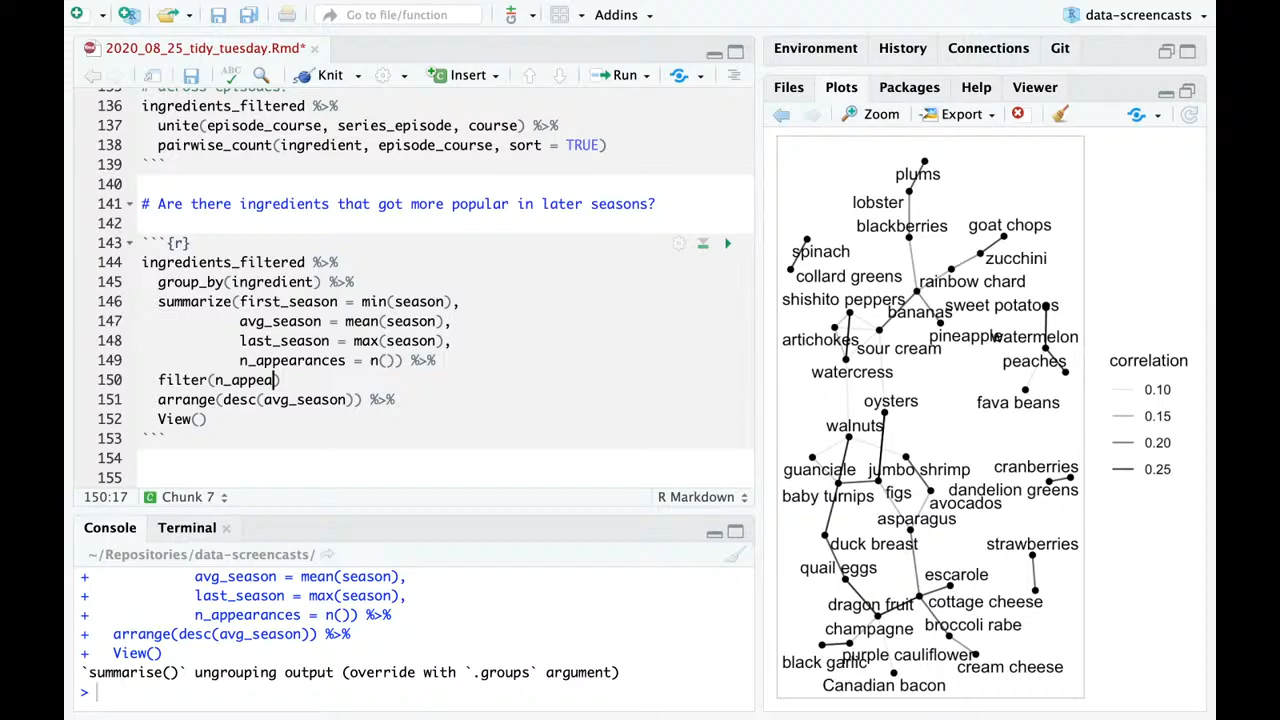 Go to file/function
Addins
data-screencasts
2020_08_25_tidy_tuesday.Rmd*
ABC
Knit
Insert
Run
136 ingredients_filtered %>%
137 unite(episode_course, series_episode, course) %>%
138 pairwise_count(ingredient, episode_course, sort = TRUE)
139 ```
140
141 # Are there ingredients that got more popular in later seasons?
142
143 ```{r}
144 ingredients_filtered %>%
145 group_by(ingredient) %>%
146 summarize(first_season = min(season),
147 avg_season = mean(season),
148 last_season = max(season),
149 n_appearances = n()) %>%
150 filter(n_appea)
151 arrange(desc(avg_season)) %>%
152 View()
153 ```
154
155
150:17 Chunk 7 R Markdown
Console Terminal
~/Repositories/data-screencasts/
+ avg_season = mean(season),
+ last_season = max(season),
+ n_appearances = n()) %>%
+ arrange(desc(avg_season)) %>%
+ View()
`summarise()` ungrouping output (override with `.groups` argument)
>
Environment History Connections Git
Files Plots Packages Help Viewer
Zoom Export
plums
lobster
blackberries
goat chops
spinach
zucchini
collard greens
rainbow chard
shishito peppers
sweet potatoes
bananas
artichokes
pineapple
watermelon
sour cream
peaches
watercress
oysters
fava beans
walnuts
guanciale
jumbo shrimp
cranberries
baby turnips
figs
dandelion greens
avocados
asparagus
duck breast
strawberries
quail eggs
escarole
dragon fruit
cottage cheese
champagne
broccoli rabe
black garlic
purple cauliflower
cream cheese
Canadian bacon
correlation
0.10
0.15
0.20
0.25